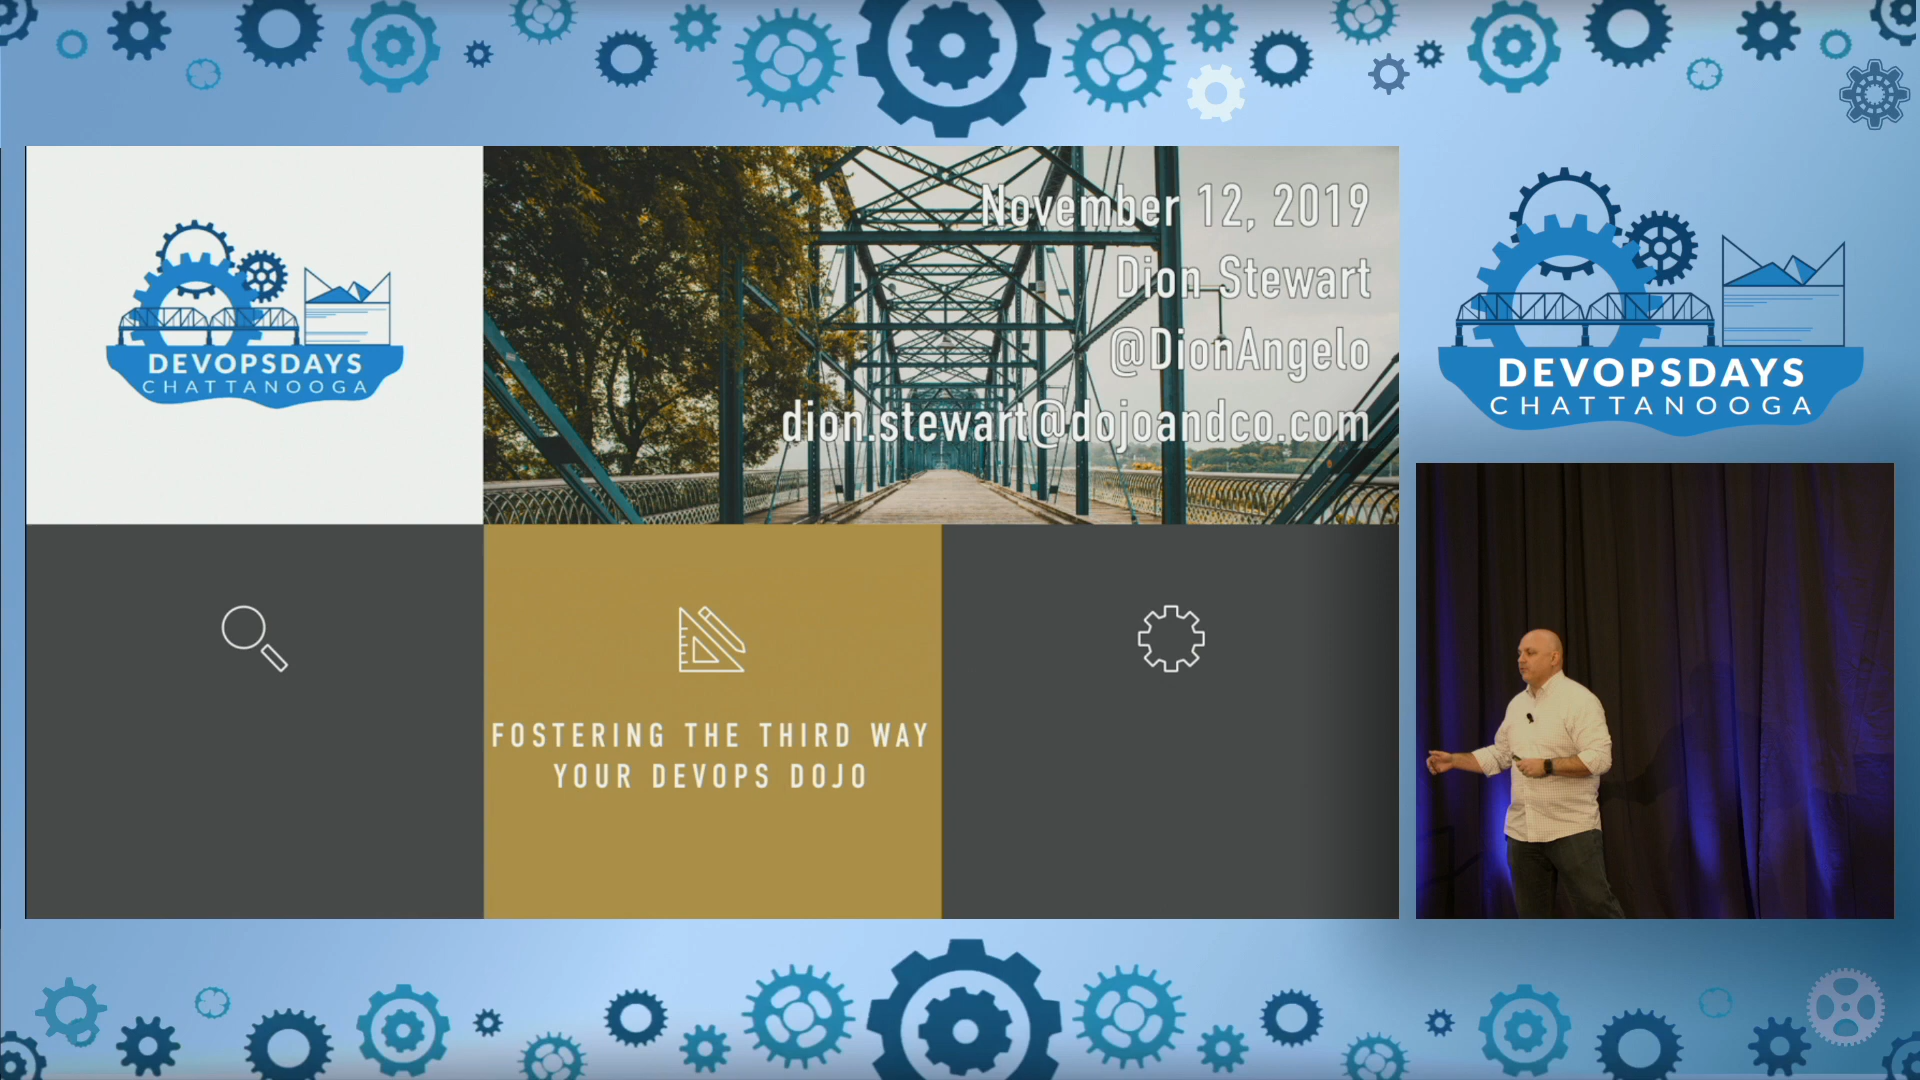 DEVOPSDAYS
CHATTANOOGA
November 12, 2019
Dion Stewart
@DionAngelo
dion.stewart@dojoandco.com
FOSTERING THE THIRD WAY
YOUR DEVOPS DOJO
DEVOPSDAYS
CHATTANOOGA